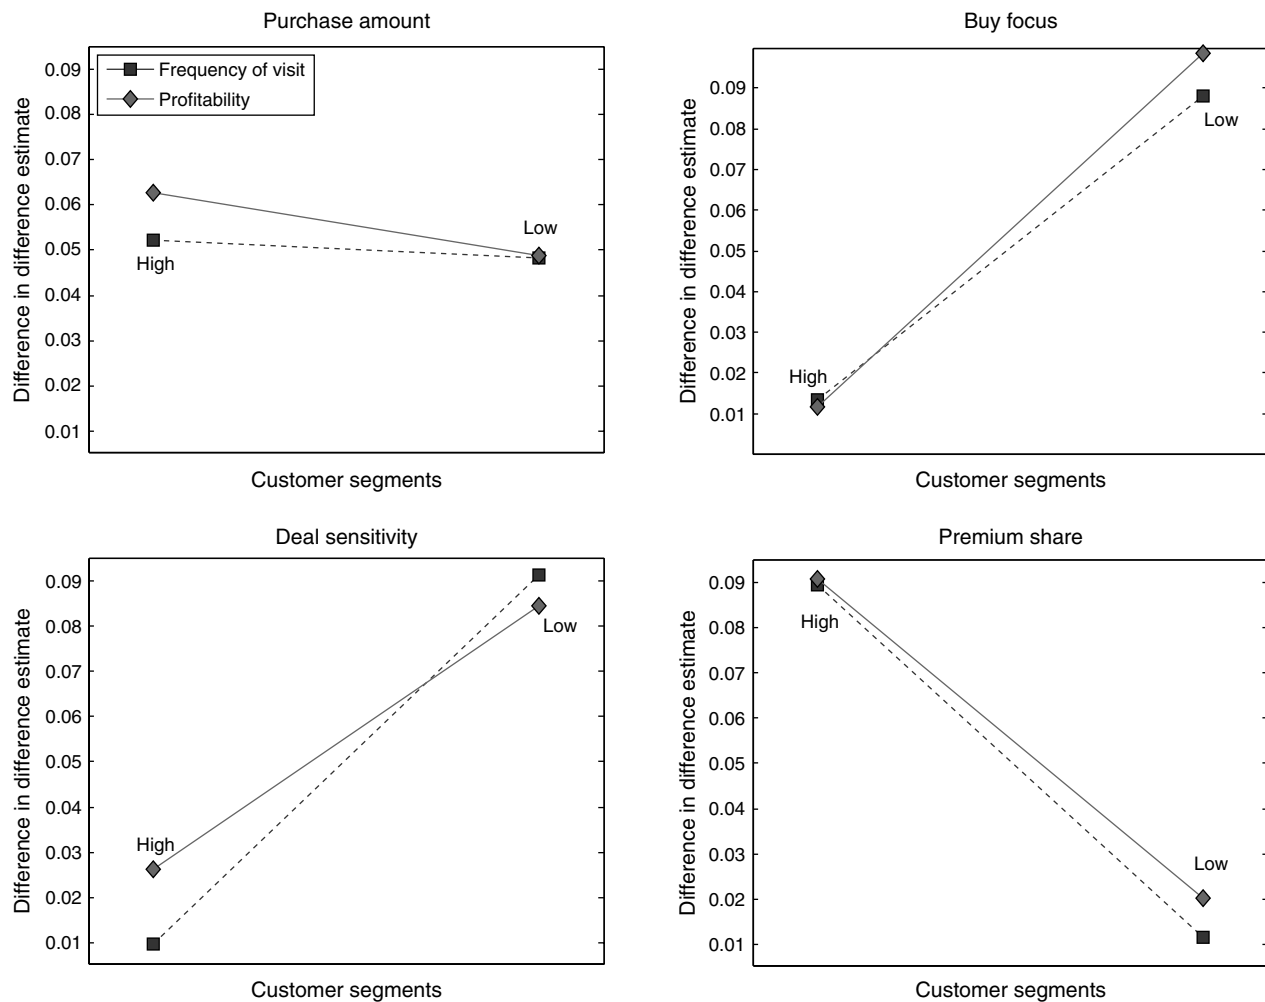 Purchase amount
Difference in difference estimate
0.09
0.08
0.07
0.06
0.05
0.04
0.03
0.02
0.01
Frequency of visit
Profitability
High
Low
Customer segments
Buy focus
Difference in difference estimate
0.09
0.08
0.07
0.06
0.05
0.04
0.03
0.02
0.01
High
Low
Customer segments
Deal sensitivity
Difference in difference estimate
0.09
0.08
0.07
0.06
0.05
0.04
0.03
0.02
0.01
High
Low
Customer segments
Premium share
Difference in difference estimate
0.09
0.08
0.07
0.06
0.05
0.04
0.03
0.02
0.01
High
Low
Customer segments